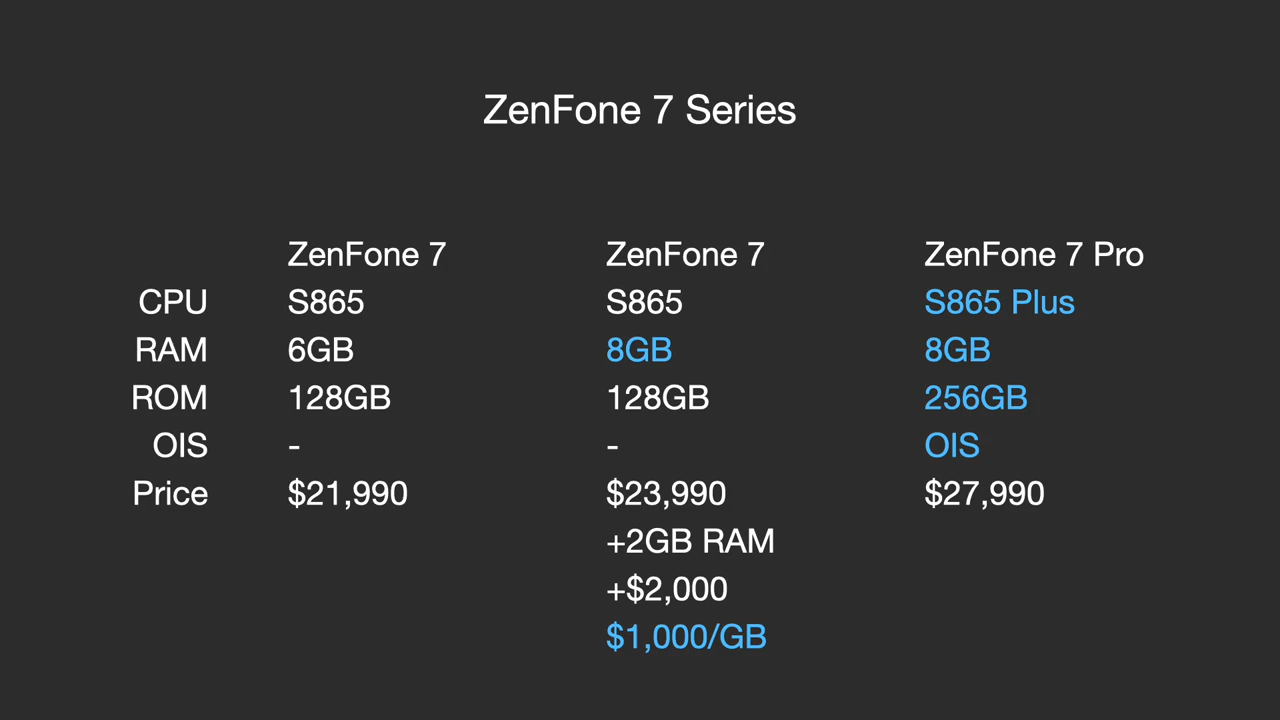 ZenFone 7 Series
ZenFone 7 ZenFone 7 ZenFone 7 Pro
CPU S865 S865 S865 Plus
RAM 6GB 8GB 8GB
ROM 128GB 128GB 256GB
OIS - - OIS
Price $21,990 $23,990 $27,990
+2GB RAM
+$2,000
$1,000/GB